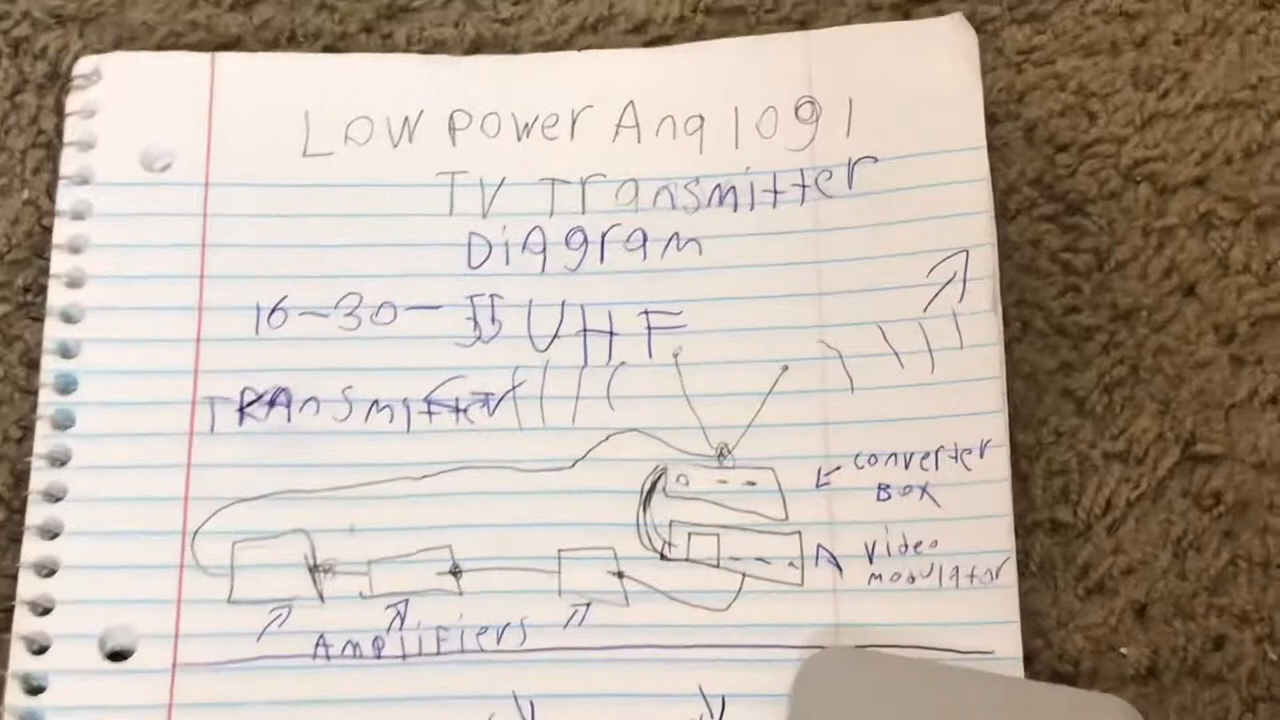 Low Power Analog
TV Transmitter
Diagram
16-30- UHF
Transmitter
converter
Box
video
modulator
Amplifiers